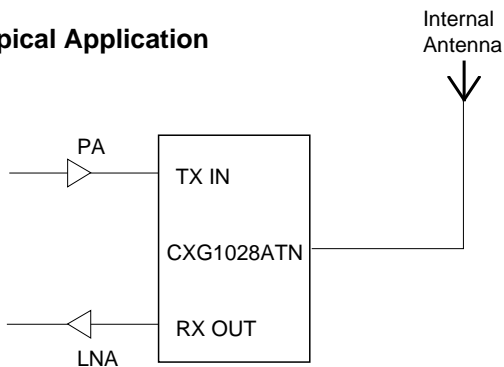 pical Application
Internal
Antenna
PA
TX IN
CXG1028ATN
RX OUT
LNA